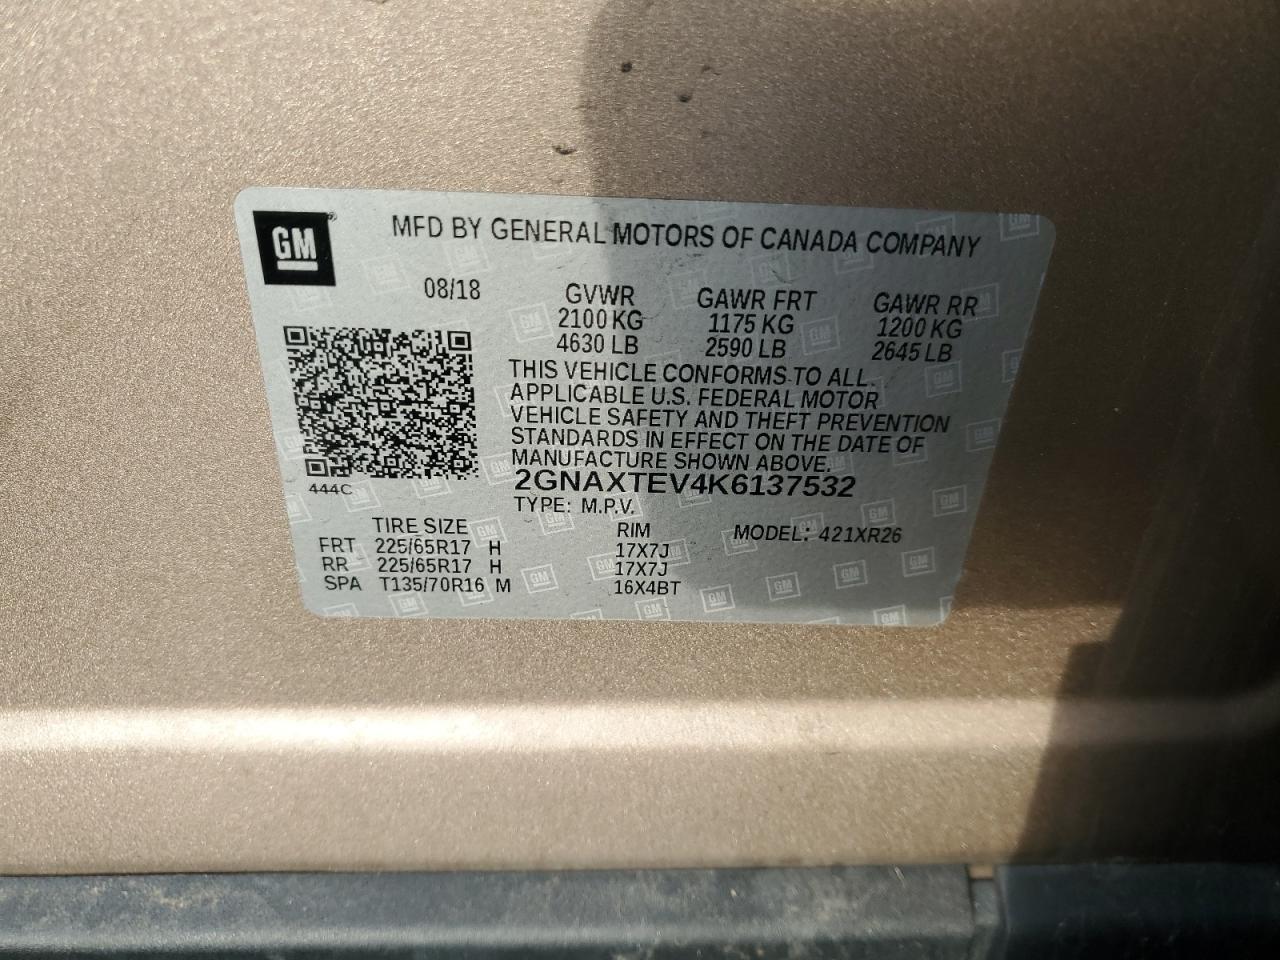 GM®
MFD BY GENERAL MOTORS OF CANADA COMPANY
08/18 GVWR GAWR FRT GAWR RR
2100 KG 1175 KG 1200 KG
4630 LB 2590 LB 2645 LB
THIS VEHICLE CONFORMS TO ALL
APPLICABLE U.S. FEDERAL MOTOR
VEHICLE SAFETY AND THEFT PREVENTION
STANDARDS IN EFFECT ON THE DATE OF
MANUFACTURE SHOWN ABOVE.
444C 2GNAXTEV4K6137532
TYPE: M.P.V.
TIRE SIZE RIM MODEL: 421XR26
FRT 225/65R17 H 17X7J
RR 225/65R17 H 17X7J
SPA T135/70R16 M 16X4BT